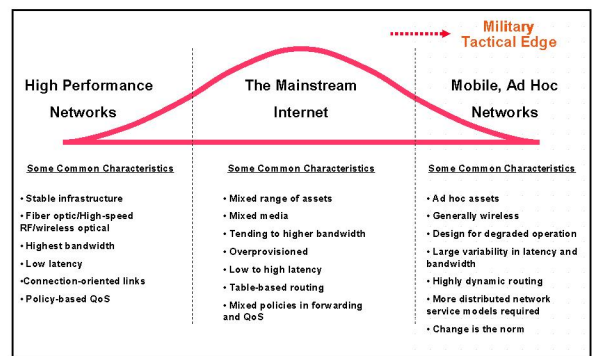 Military
Tactical Edge
High Performance
Networks
The Mainstream
Internet
Mobile, Ad Hoc
Networks
Some Common Characteristics
• Stable infrastructure
• Fiber optic/High-speed
RF/wireless optical
• Highest bandwidth
• Low latency
•Connection-oriented links
• Policy-based QoS
Some Common Characteristics
• Mixed range of assets
• Mixed media
• Tending to higher bandwidth
• Overprovisioned
• Low to high latency
• Table-based routing
• Mixed policies in forwarding
and QoS
Some Common Characteristics
• Ad hoc assets
• Generally wireless
• Design for degraded operation
• Large variability in latency and
bandwidth
• Highly dynamic routing
• More distributed network
service models required
• Change is the norm